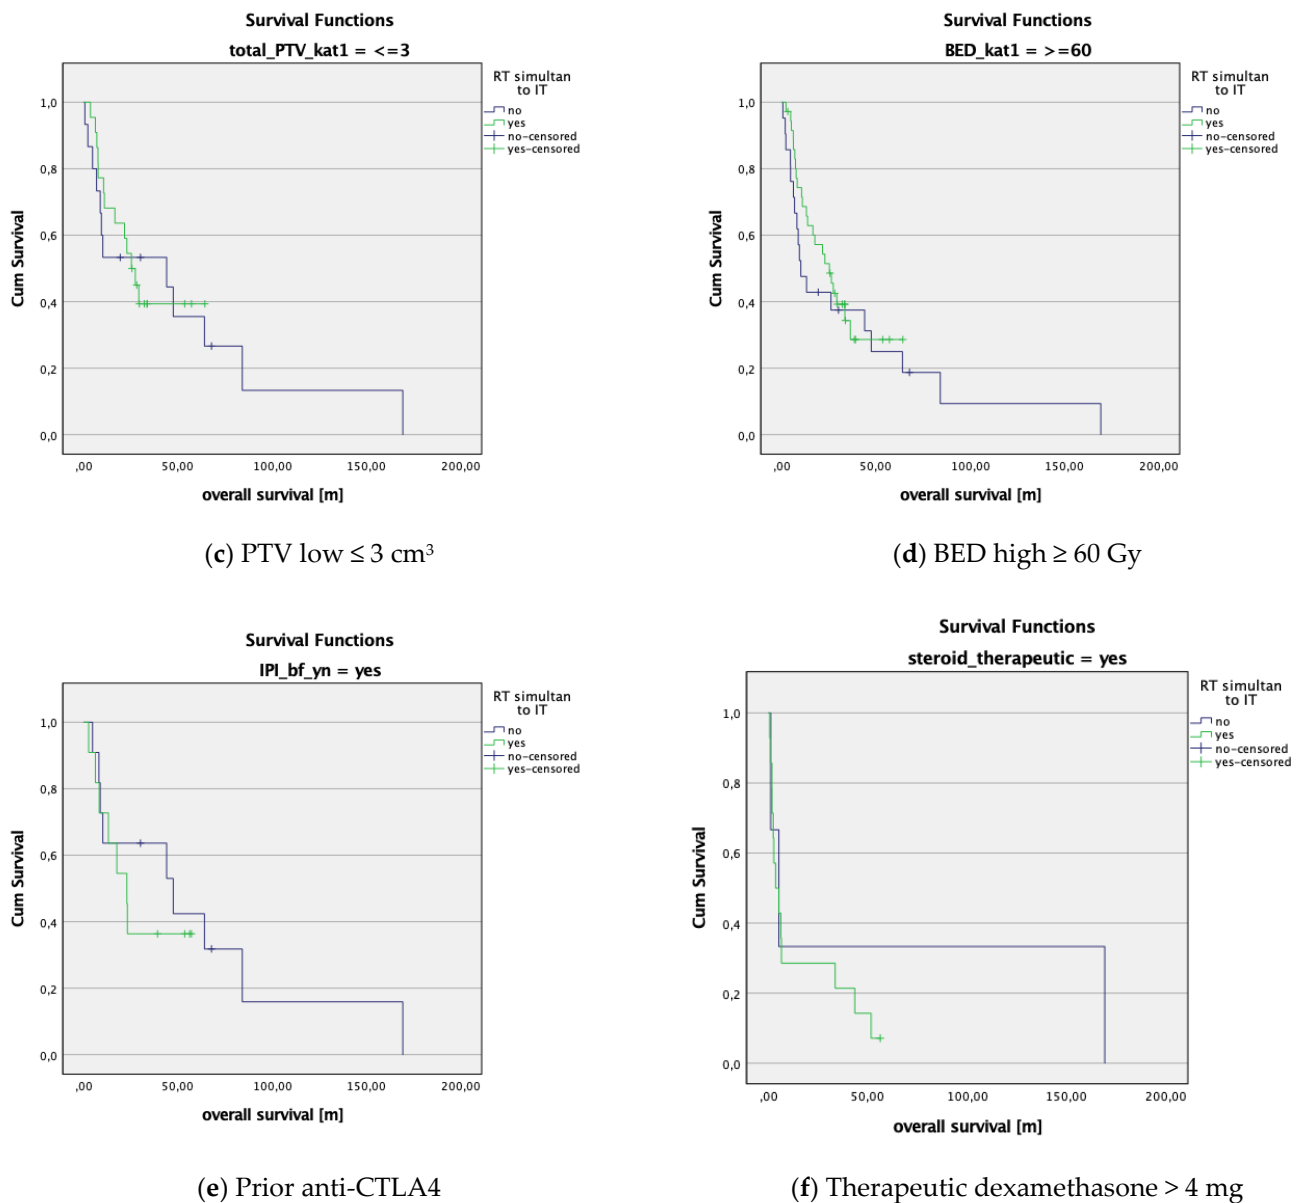 Survival Functions
total_PTV_kat1 = <=3
RT simultan
to IT
no
yes
no-censored
yes-censored
1,0
0,8
0,6
0,4
0,2
0,0
Cum Survival
,00
50,00
100,00
150,00
200,00
overall survival [m]
(c) PTV low ≤ 3 cm³
Survival Functions
BED_kat1 = >=60
RT simultan
to IT
no
yes
no-censored
yes-censored
1,0
0,8
0,6
0,4
0,2
0,0
Cum Survival
,00
50,00
100,00
150,00
200,00
overall survival [m]
(d) BED high ≥ 60 Gy
Survival Functions
IPI_bf_yn = yes
RT simultan
to IT
no
yes
no-censored
yes-censored
1,0
0,8
0,6
0,4
0,2
0,0
Cum Survival
,00
50,00
100,00
150,00
200,00
overall survival [m]
(e) Prior anti-CTLA4
Survival Functions
steroid_therapeutic = yes
RT simultan
to IT
no
yes
no-censored
yes-censored
1,0
0,8
0,6
0,4
0,2
0,0
Cum Survival
,00
50,00
100,00
150,00
200,00
overall survival [m]
(f) Therapeutic dexamethasone > 4 mg